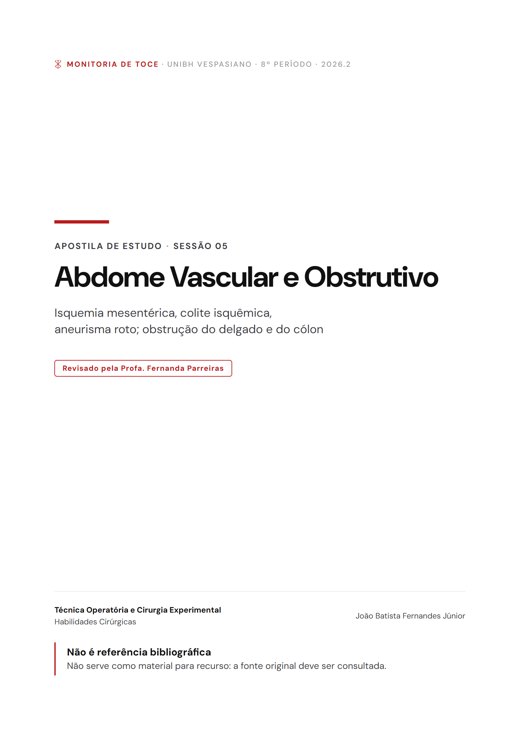 MONITORIA DE TOCE · UNIBH VESPASIANO · 8º PERÍODO · 2026.2
APOSTILA DE ESTUDO · SESSÃO 05
Abdome Vascular e Obstrutivo
Isquemia mesentérica, colite isquêmica,
aneurisma roto; obstrução do delgado e do cólon
Revisado pela Profa. Fernanda Parreiras
Técnica Operatória e Cirurgia Experimental
Habilidades Cirúrgicas
João Batista Fernandes Júnior
Não é referência bibliográfica
Não serve como material para recurso: a fonte original deve ser consultada.